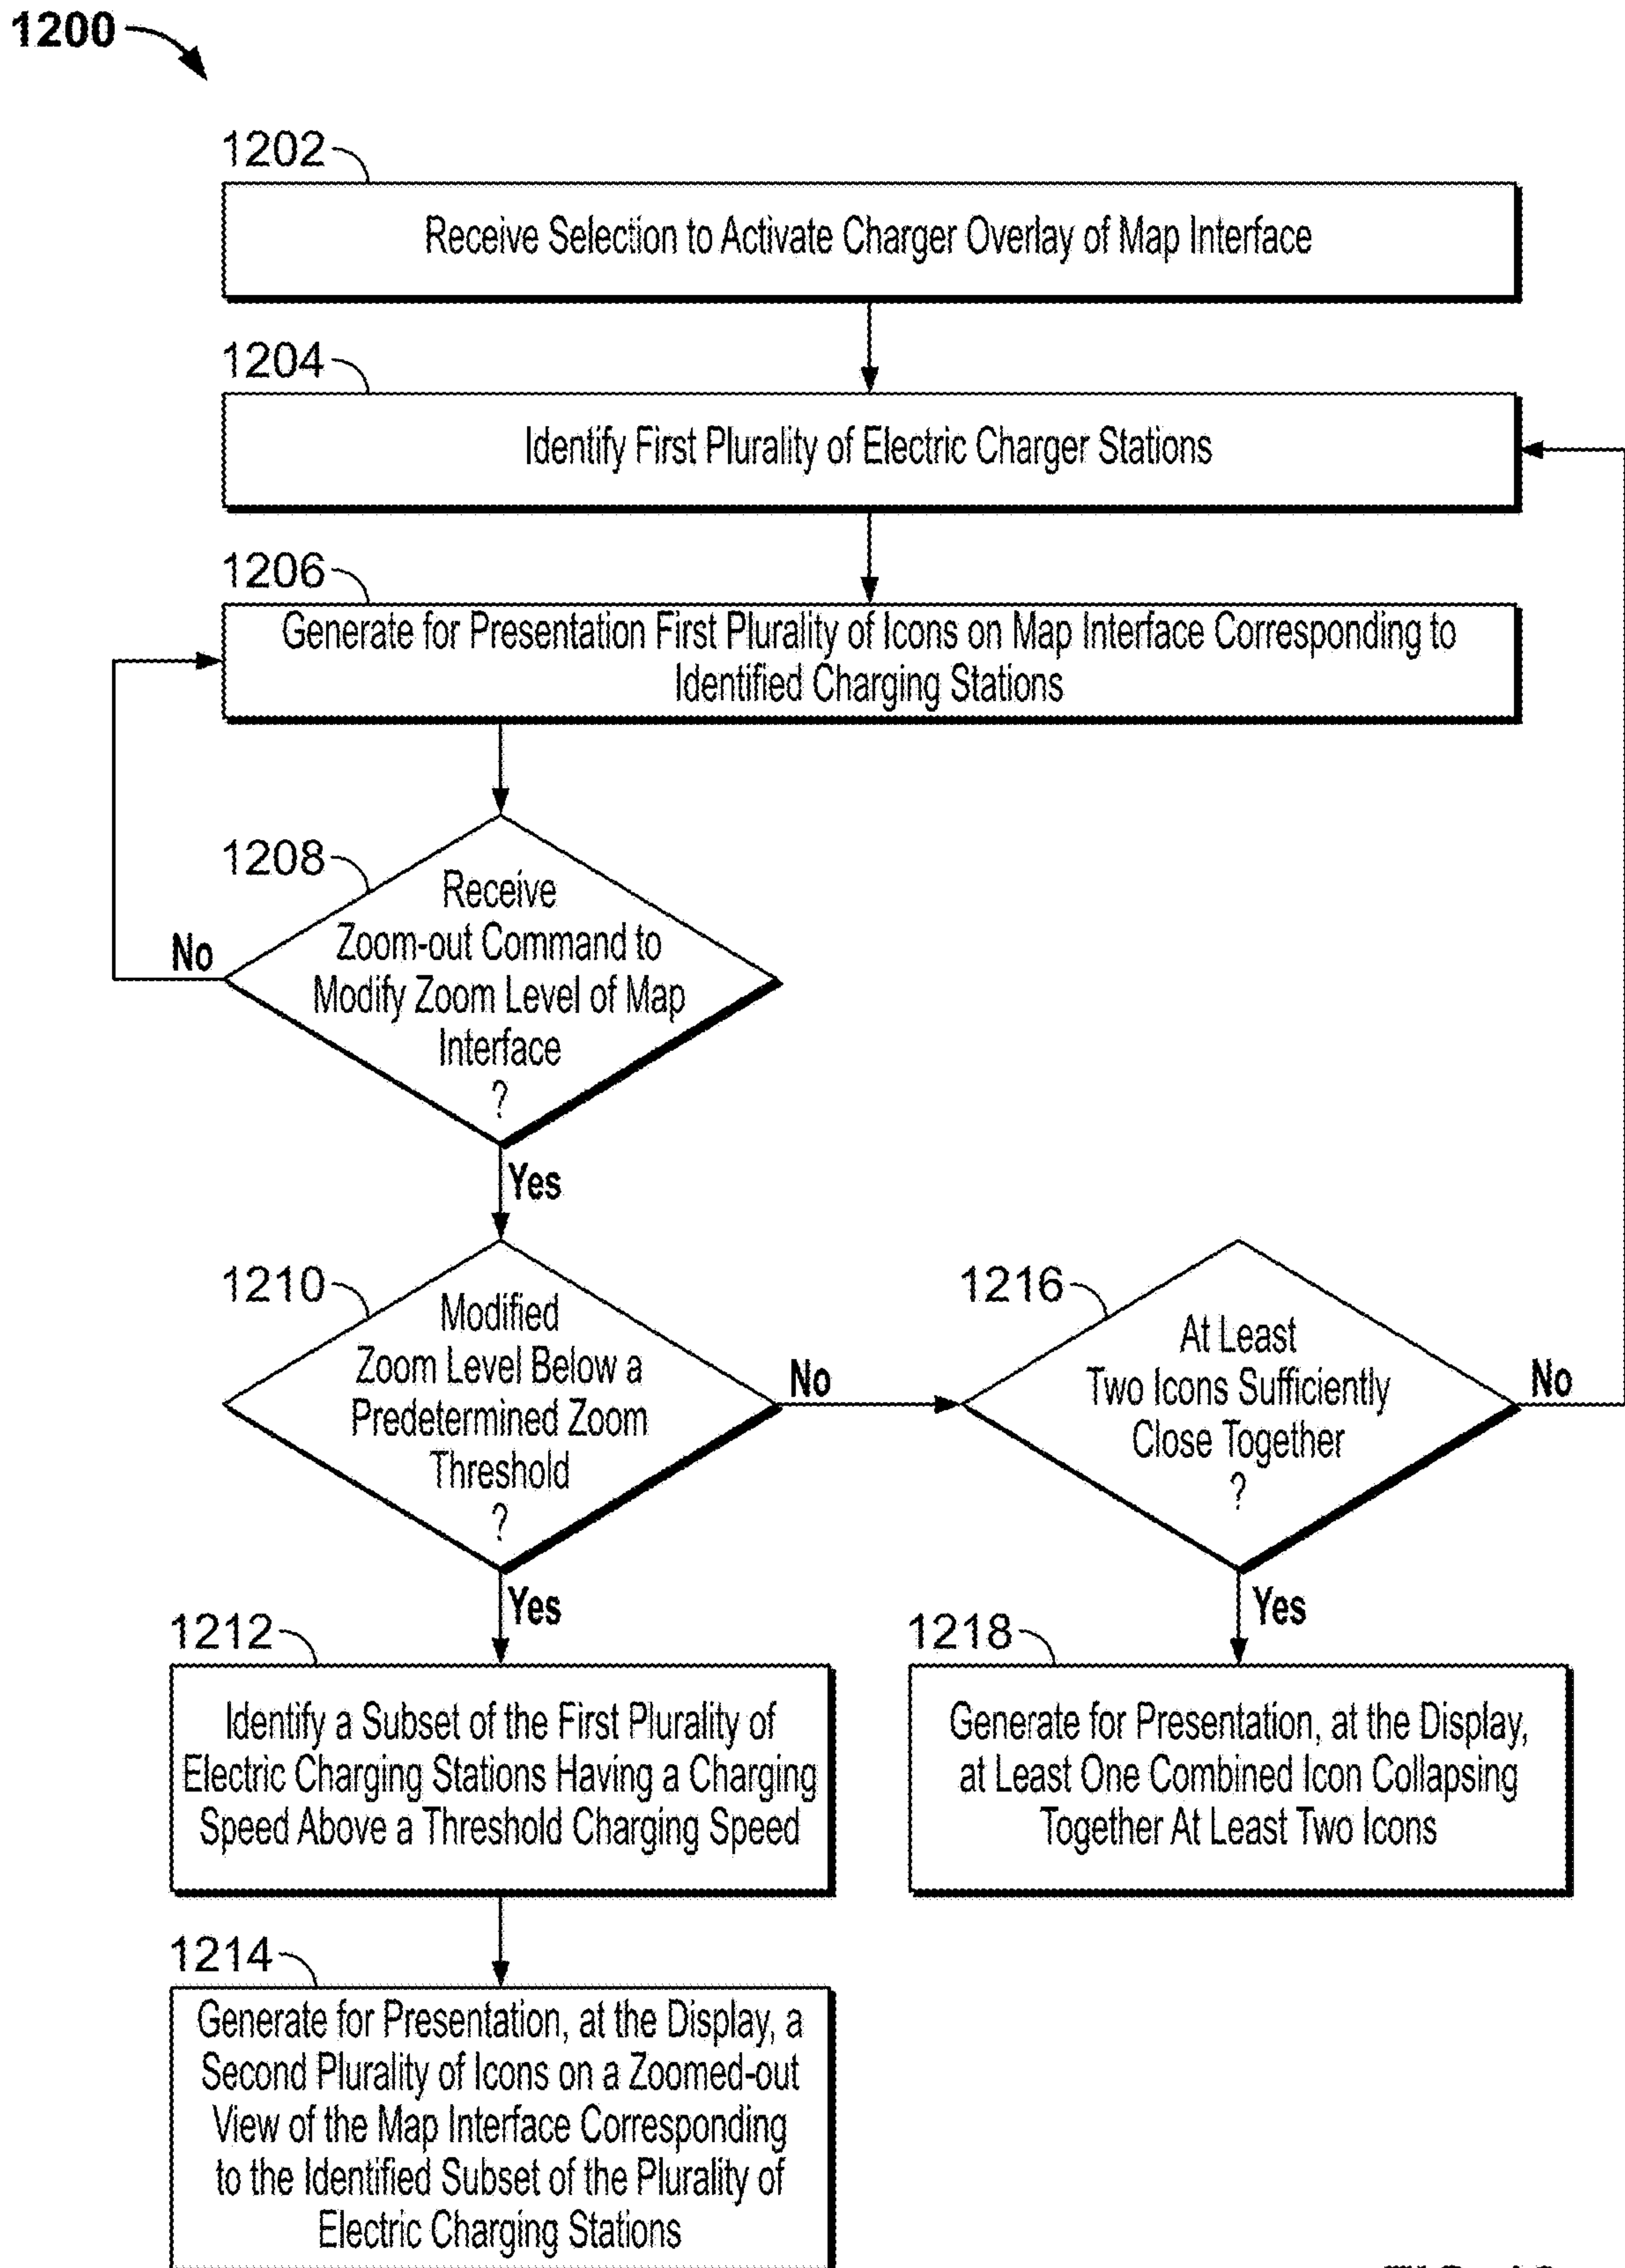 1200
1202
Receive Selection to Activate Charger Overlay of Map Interface
1204
Identify First Plurality of Electric Charger Stations
1206
Generate for Presentation First Plurality of Icons on Map Interface Corresponding to
Identified Charging Stations
1208
Receive
Zoom-out Command to
Modify Zoom Level of Map
Interface
?
No
Yes
1210
Modified
Zoom Level Below a
Predetermined Zoom
Threshold
?
No
1216
At Least
Two Icons Sufficiently
Close Together
?
No
Yes
1212
Identify a Subset of the First Plurality of
Electric Charging Stations Having a Charging
Speed Above a Threshold Charging Speed
Yes
1218
Generate for Presentation, at the Display,
at Least One Combined Icon Collapsing
Together At Least Two Icons
1214
Generate for Presentation, at the Display, a
Second Plurality of Icons on a Zoomed-out
View of the Map Interface Corresponding
to the Identified Subset of the Plurality of
Electric Charging Stations